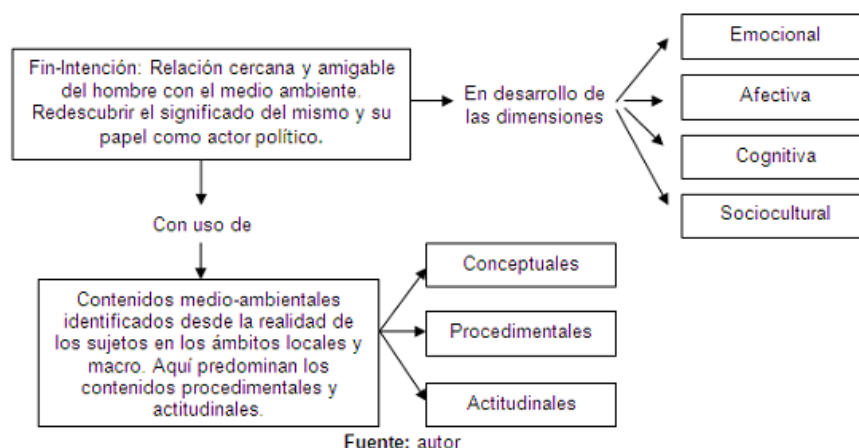 Fin-Intención: Relación cercana y amigable
del hombre con el medio ambiente.
Redescubrir el significado del mismo y su
papel como actor político.
En desarrollo de
las dimensiones
Emocional
Afectiva
Cognitiva
Sociocultural
Con uso de
Contenidos medio-ambientales
identificados desde la realidad de
los sujetos en los ámbitos locales y
macro. Aquí predominan los
contenidos procedimentales y
actitudinales.
Conceptuales
Procedimentales
Actitudinales
Fuente: autor